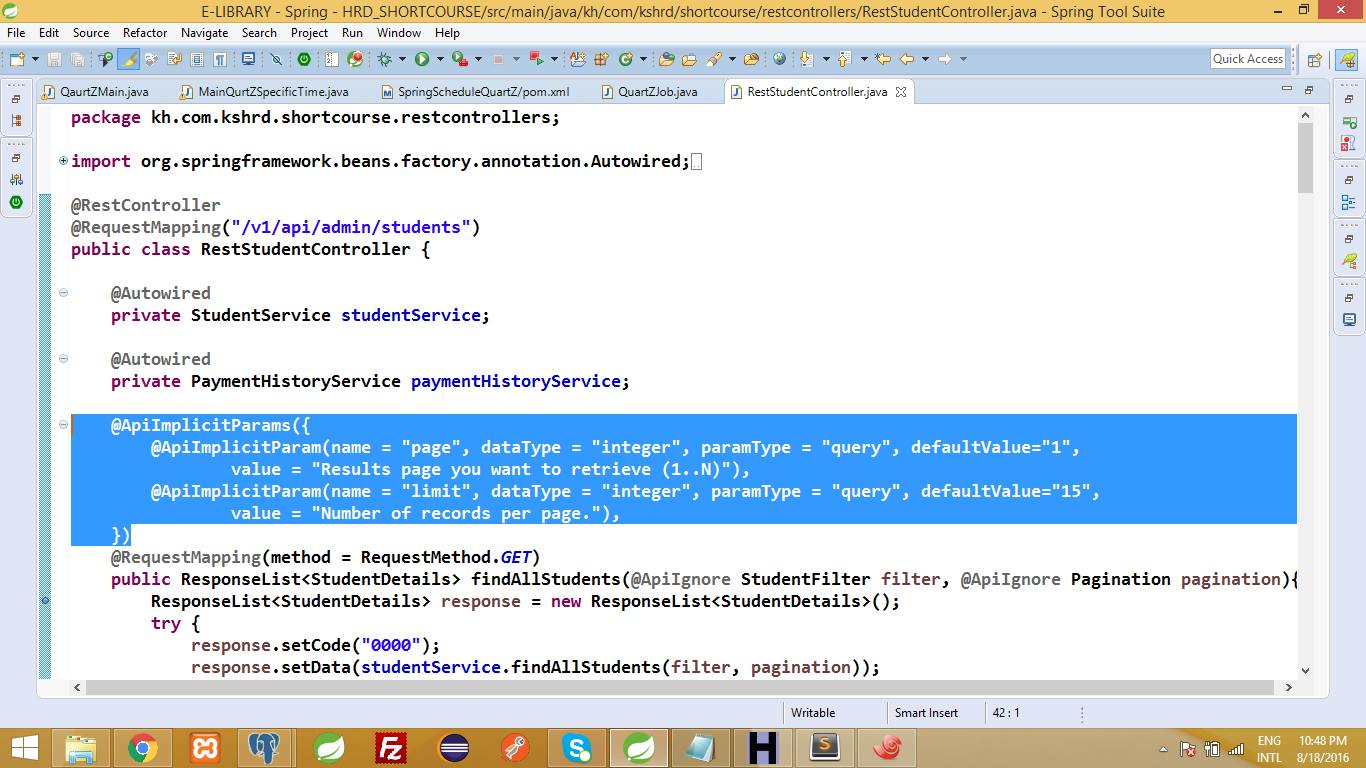 E-LIBRARY - Spring - HRD_SHORTCOURSE/src/main/java/kh/com/kshrd/shortcourse/restcontrollers/RestStudentController.java - Spring Tool Suite
File Edit Source Refactor Navigate Search Project Run Window Help
Quick Access
QaurtZMain.java MainQurtZSpecificTime.java SpringScheduleQuartZ/pom.xml QuartZJob.java RestStudentController.java
package kh.com.kshrd.shortcourse.restcontrollers;
import org.springframework.beans.factory.annotation.Autowired;
@RestController
@RequestMapping("/v1/api/admin/students")
public class RestStudentController {
@Autowired
private StudentService studentService;
@Autowired
private PaymentHistoryService paymentHistoryService;
@ApiImplicitParams({
@ApiImplicitParam(name = "page", dataType = "integer", paramType = "query", defaultValue="1",
value = "Results page you want to retrieve (1..N)"),
@ApiImplicitParam(name = "limit", dataType = "integer", paramType = "query", defaultValue="15",
value = "Number of records per page."),
})
@RequestMapping(method = RequestMethod.GET)
public ResponseList<StudentDetails> findAllStudents(@ApiIgnore StudentFilter filter, @ApiIgnore Pagination pagination){
ResponseList<StudentDetails> response = new ResponseList<StudentDetails>();
try {
response.setCode("0000");
response.setData(studentService.findAllStudents(filter, pagination));
Writable Smart Insert 42 : 1
ENG 10:48 PM
INTL 8/18/2016